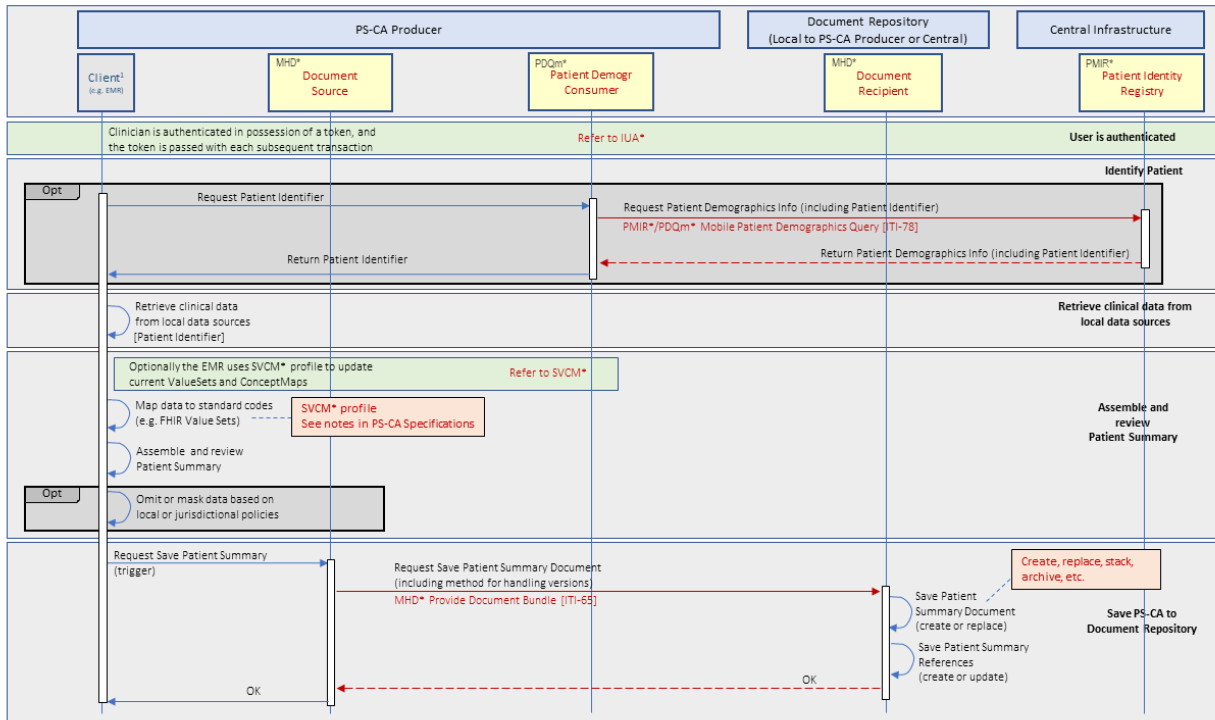 PS-CA Producer
Document Repository
(Local to PS-CA Producer or Central)
Central Infrastructure
Client¹
(e.g. EMR)
MHD*
Document
Source
PDQm*
Patient Demogr
Consumer
MHD*
Document
Recipient
PMIR*
Patient Identity
Registry
Clinician is authenticated in possession of a token, and
the token is passed with each subsequent transaction
Refer to IUA*
User is authenticated
Identify Patient
Opt
Request Patient Identifier
Request Patient Demographics Info (including Patient Identifier)
PMIR*/PDQm* Mobile Patient Demographics Query [ITI-78]
Return Patient Identifier
Return Patient Demographics Info (including Patient Identifier)
Retrieve clinical data
from local data sources
[Patient Identifier]
Retrieve clinical data from
local data sources
Optionally the EMR uses SVCM* profile to update
current ValueSets and ConceptMaps
Refer to SVCM*
Map data to standard codes
(e.g. FHIR Value Sets)
SVCM* profile
See notes in PS-CA Specifications
Assemble and
review
Patient Summary
Assemble and review
Patient Summary
Opt
Omit or mask data based on
local or jurisdictional policies
Request Save Patient Summary
(trigger)
Request Save Patient Summary Document
(including method for handling versions)
MHD* Provide Document Bundle [ITI-65]
Create, replace, stack,
archive, etc.
Save Patient
Summary Document
(create or replace)
Save PS-CA to
Document Repository
Save Patient Summary
References
(create or update)
OK
OK